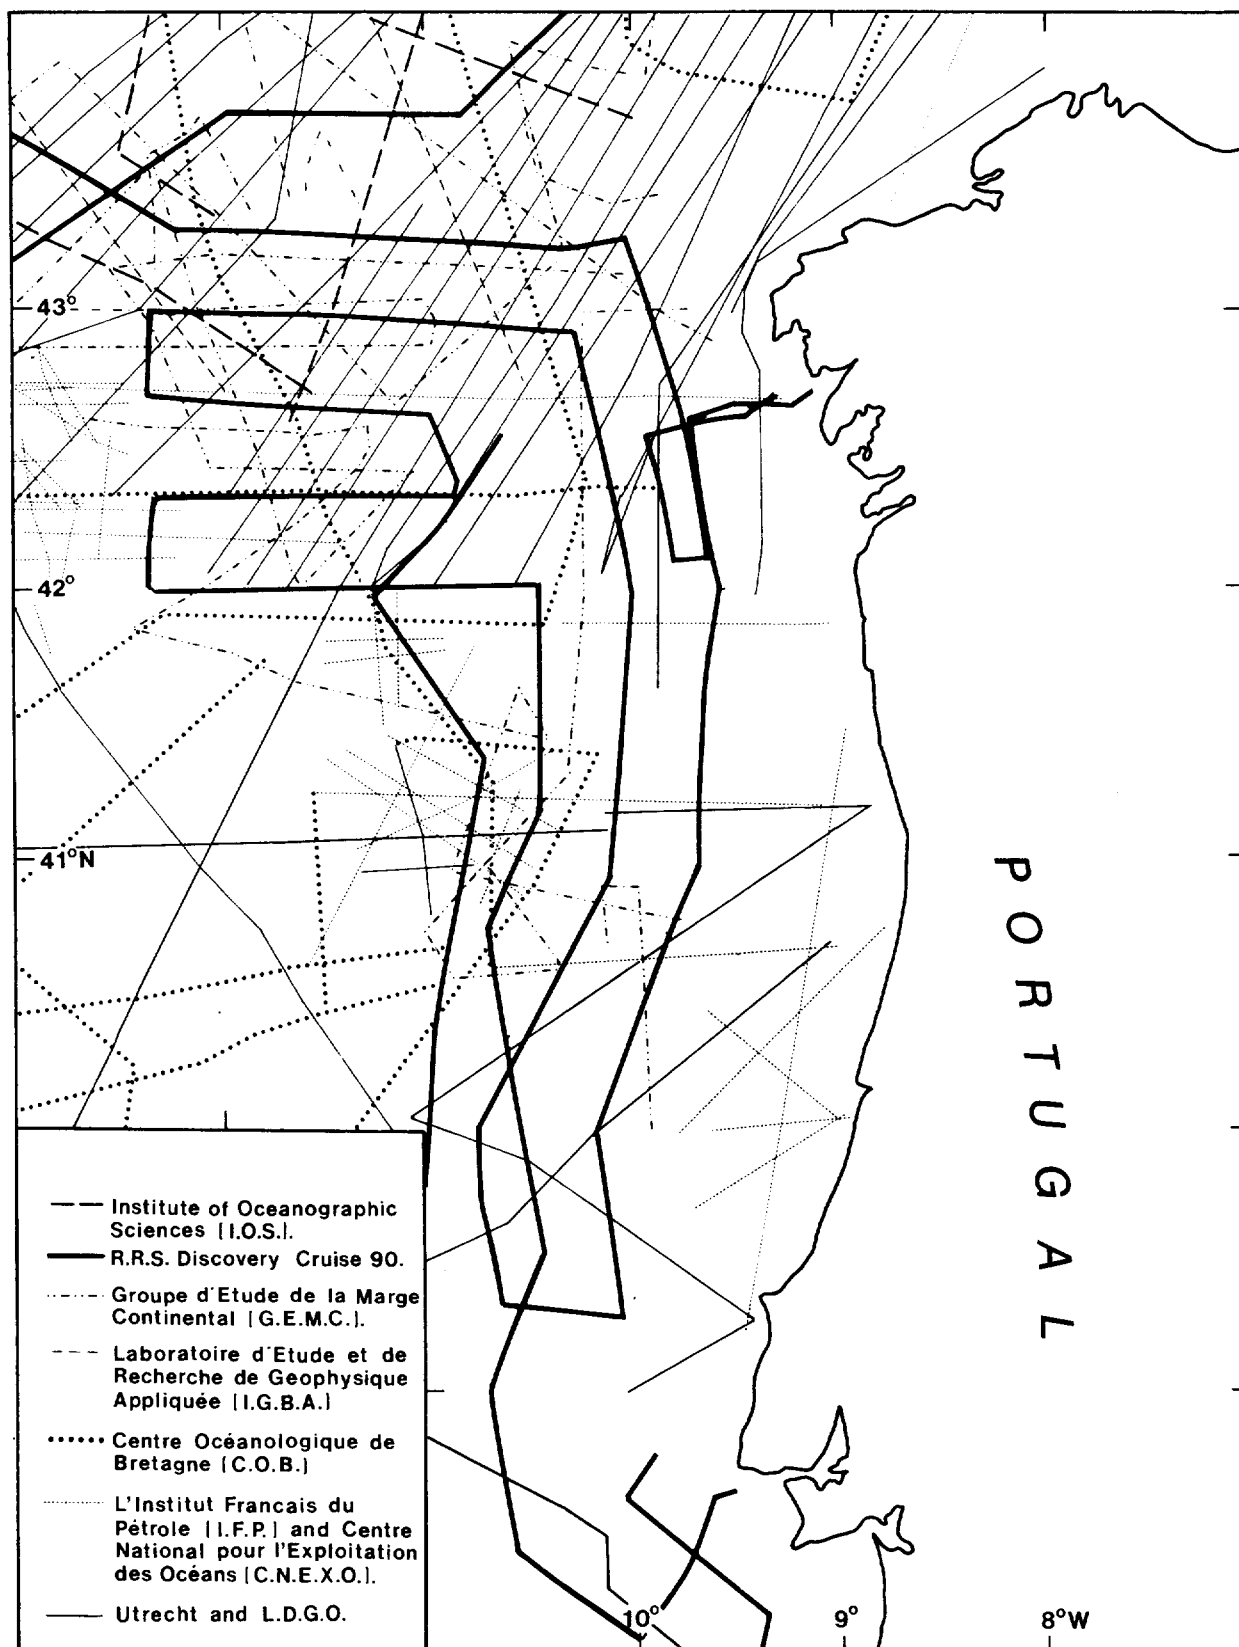 43°
42°
41°N
PORTUGAL
Institute of Oceanographic
Sciences [I.O.S.].
R.R.S. Discovery Cruise 90.
Groupe d'Etude de la Marge
Continental [G.E.M.C.].
Laboratoire d'Etude et de
Recherche de Geophysique
Appliquée [I.G.B.A.]
Centre Océanologique de
Bretagne [C.O.B.]
L'Institut Francais du
Pétrole [I.F.P.] and Centre
National pour l'Exploitation
des Océans [C.N.E.X.O.].
Utrecht and L.D.G.O.
10°
9°
8°W